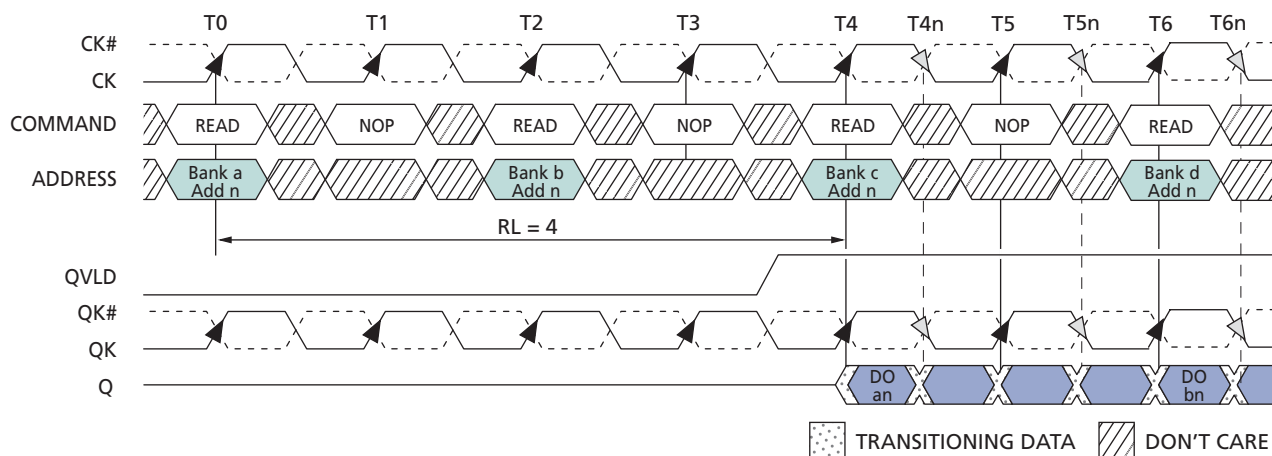 T0 T1 T2 T3 T4 T4n T5 T5n T6 T6n
CK#
CK
COMMAND READ NOP READ NOP READ NOP READ
ADDRESS Bank a Add n Bank b Add n Bank c Add n Bank d Add n
RL = 4
QVLD
QK#
QK
Q DO an DO bn
TRANSITIONING DATA DON'T CARE